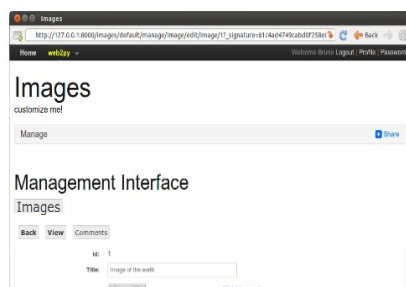 Images
http://127.0.0.1:8000/images/default/manage/image/edit/image/1?_signature=61c4ad4749cabd0f258ef
Back
Home web2py Welcome Bruno Logout | Profile | Password
Images
customize me!
Manage Share
Management Interface
Images
Back View Comments
Id: 1
Title: Image of the earth